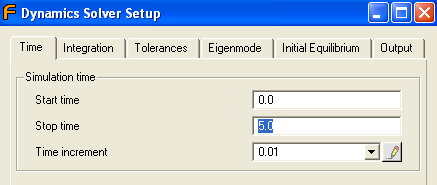 F Dynamics Solver Setup
Time Integration Tolerances Eigenmode Initial Equilibrium Output
Simulation time
Start time 0.0
Stop time 5.0
Time increment 0.01